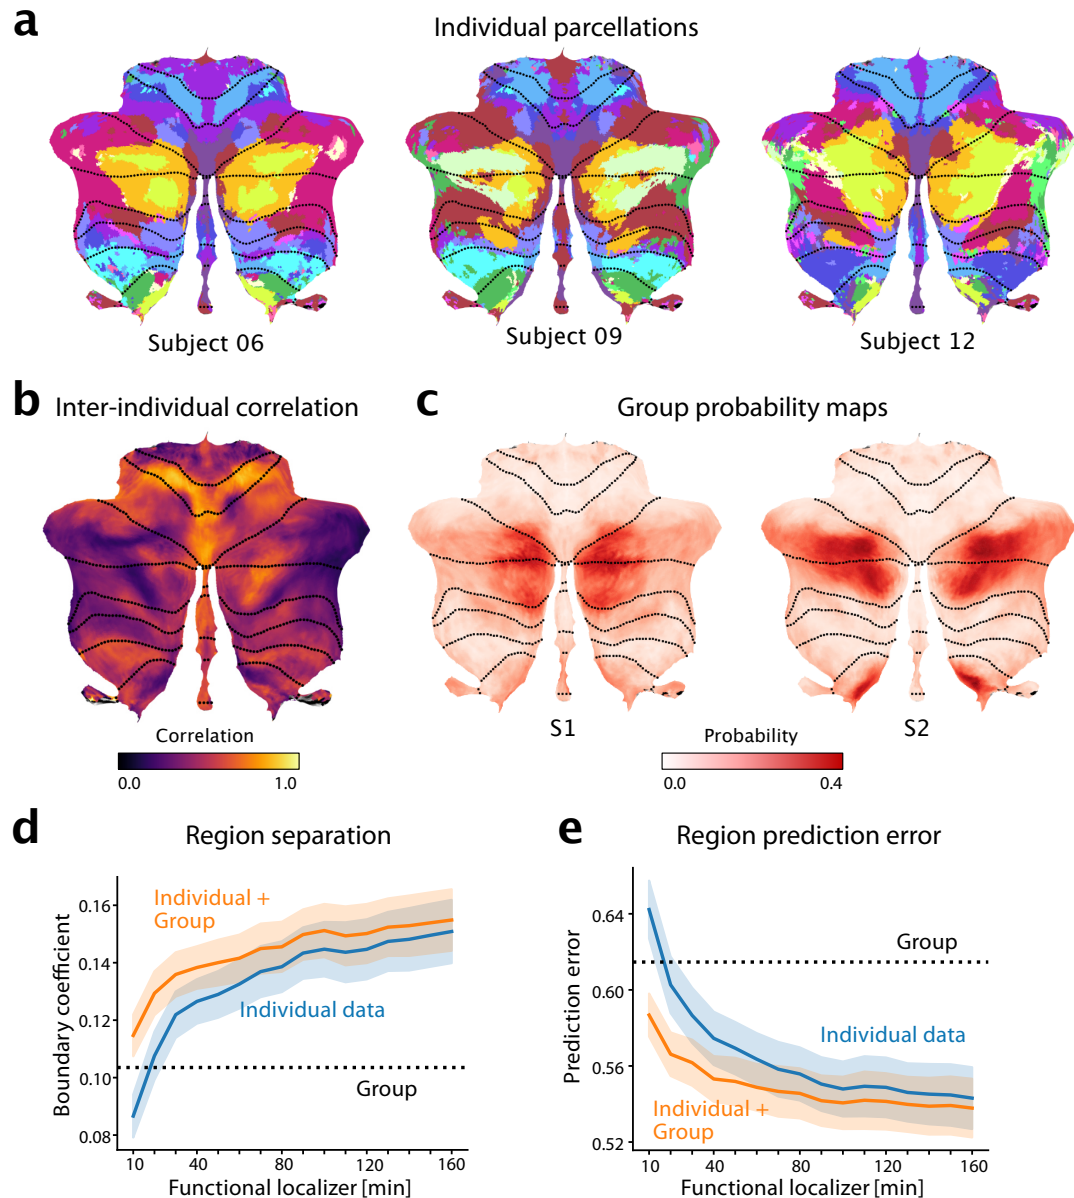 a
Individual parcellations
Subject 06
Subject 09
Subject 12
b
Inter-individual correlation
Correlation
0.0
1.0
c
Group probability maps
S1
S2
Probability
0.0
0.4
d
Region separation
Boundary coefficient
0.16
0.14
0.12
0.10
0.08
Individual +
Group
Individual data
Group
10
40
80
120
160
Functional localizer [min]
e
Region prediction error
Prediction error
0.64
0.60
0.56
0.52
Group
Individual data
Individual +
Group
10
40
80
120
160
Functional localizer [min]